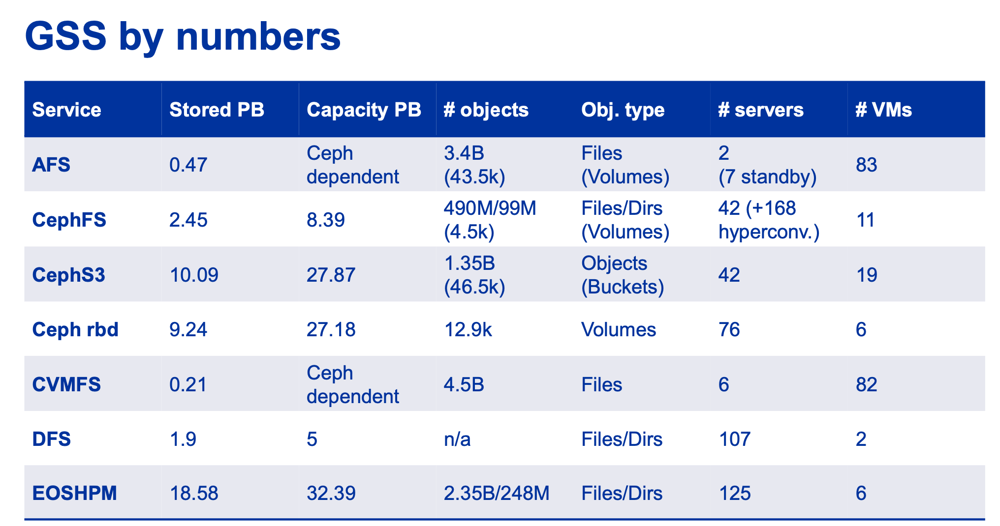 GSS by numbers
Service Stored PB Capacity PB # objects Obj. type # servers # VMs
AFS 0.47 Ceph dependent 3.4B (43.5k) Files (Volumes) 2 (7 standby) 83
CephFS 2.45 8.39 490M/99M (4.5k) Files/Dirs (Volumes) 42 (+168 hyperconv.) 11
CephS3 10.09 27.87 1.35B (46.5k) Objects (Buckets) 42 19
Ceph rbd 9.24 27.18 12.9k Volumes 76 6
CVMFS 0.21 Ceph dependent 4.5B Files 6 82
DFS 1.9 5 n/a Files/Dirs 107 2
EOSHPM 18.58 32.39 2.35B/248M Files/Dirs 125 6